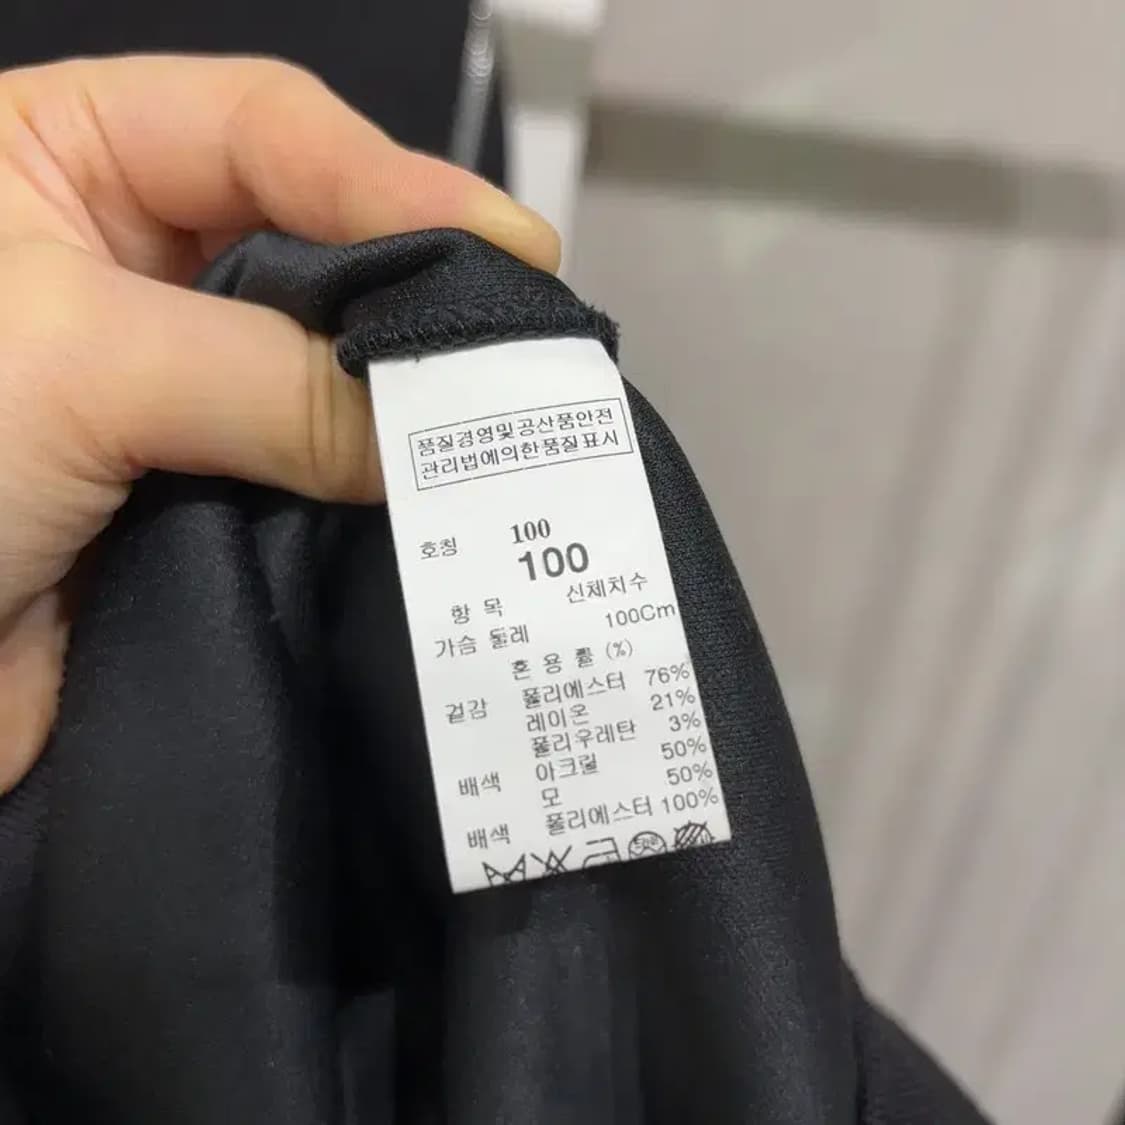 품질경영및공산품안전
관리법에의한품질표시
호칭 100
100
항 목 신체치수
가슴 둘레 100Cm
혼 용 률 (%)
겉감 폴리에스터 76%
레이온 21%
폴리우레탄 3%
배색 아크릴 50%
모 50%
배색 폴리에스터 100%